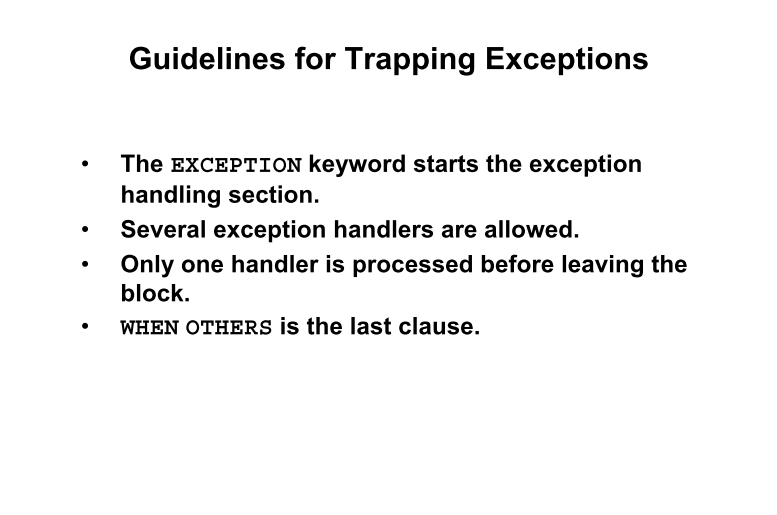 Guidelines for Trapping Exceptions
• The EXCEPTION keyword starts the exception
handling section.
• Several exception handlers are allowed.
• Only one handler is processed before leaving the
block.
• WHEN OTHERS is the last clause.